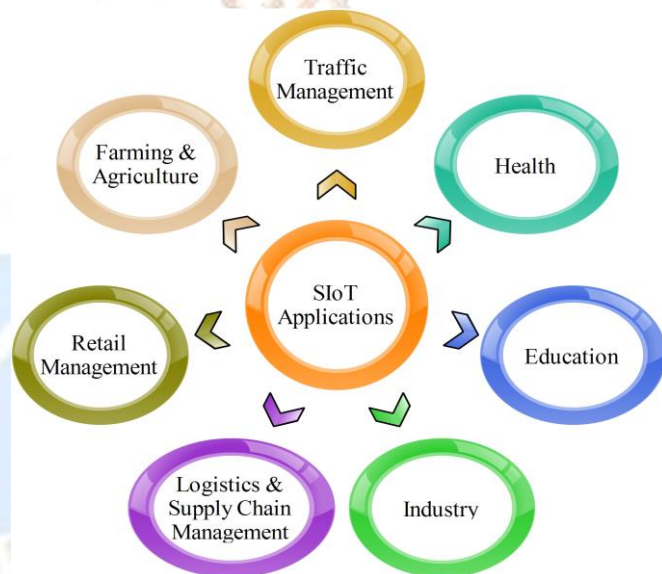 Traffic
Management
Farming &
Agriculture
Health
SIoT
Applications
Retail
Management
Education
Logistics &
Supply Chain
Management
Industry